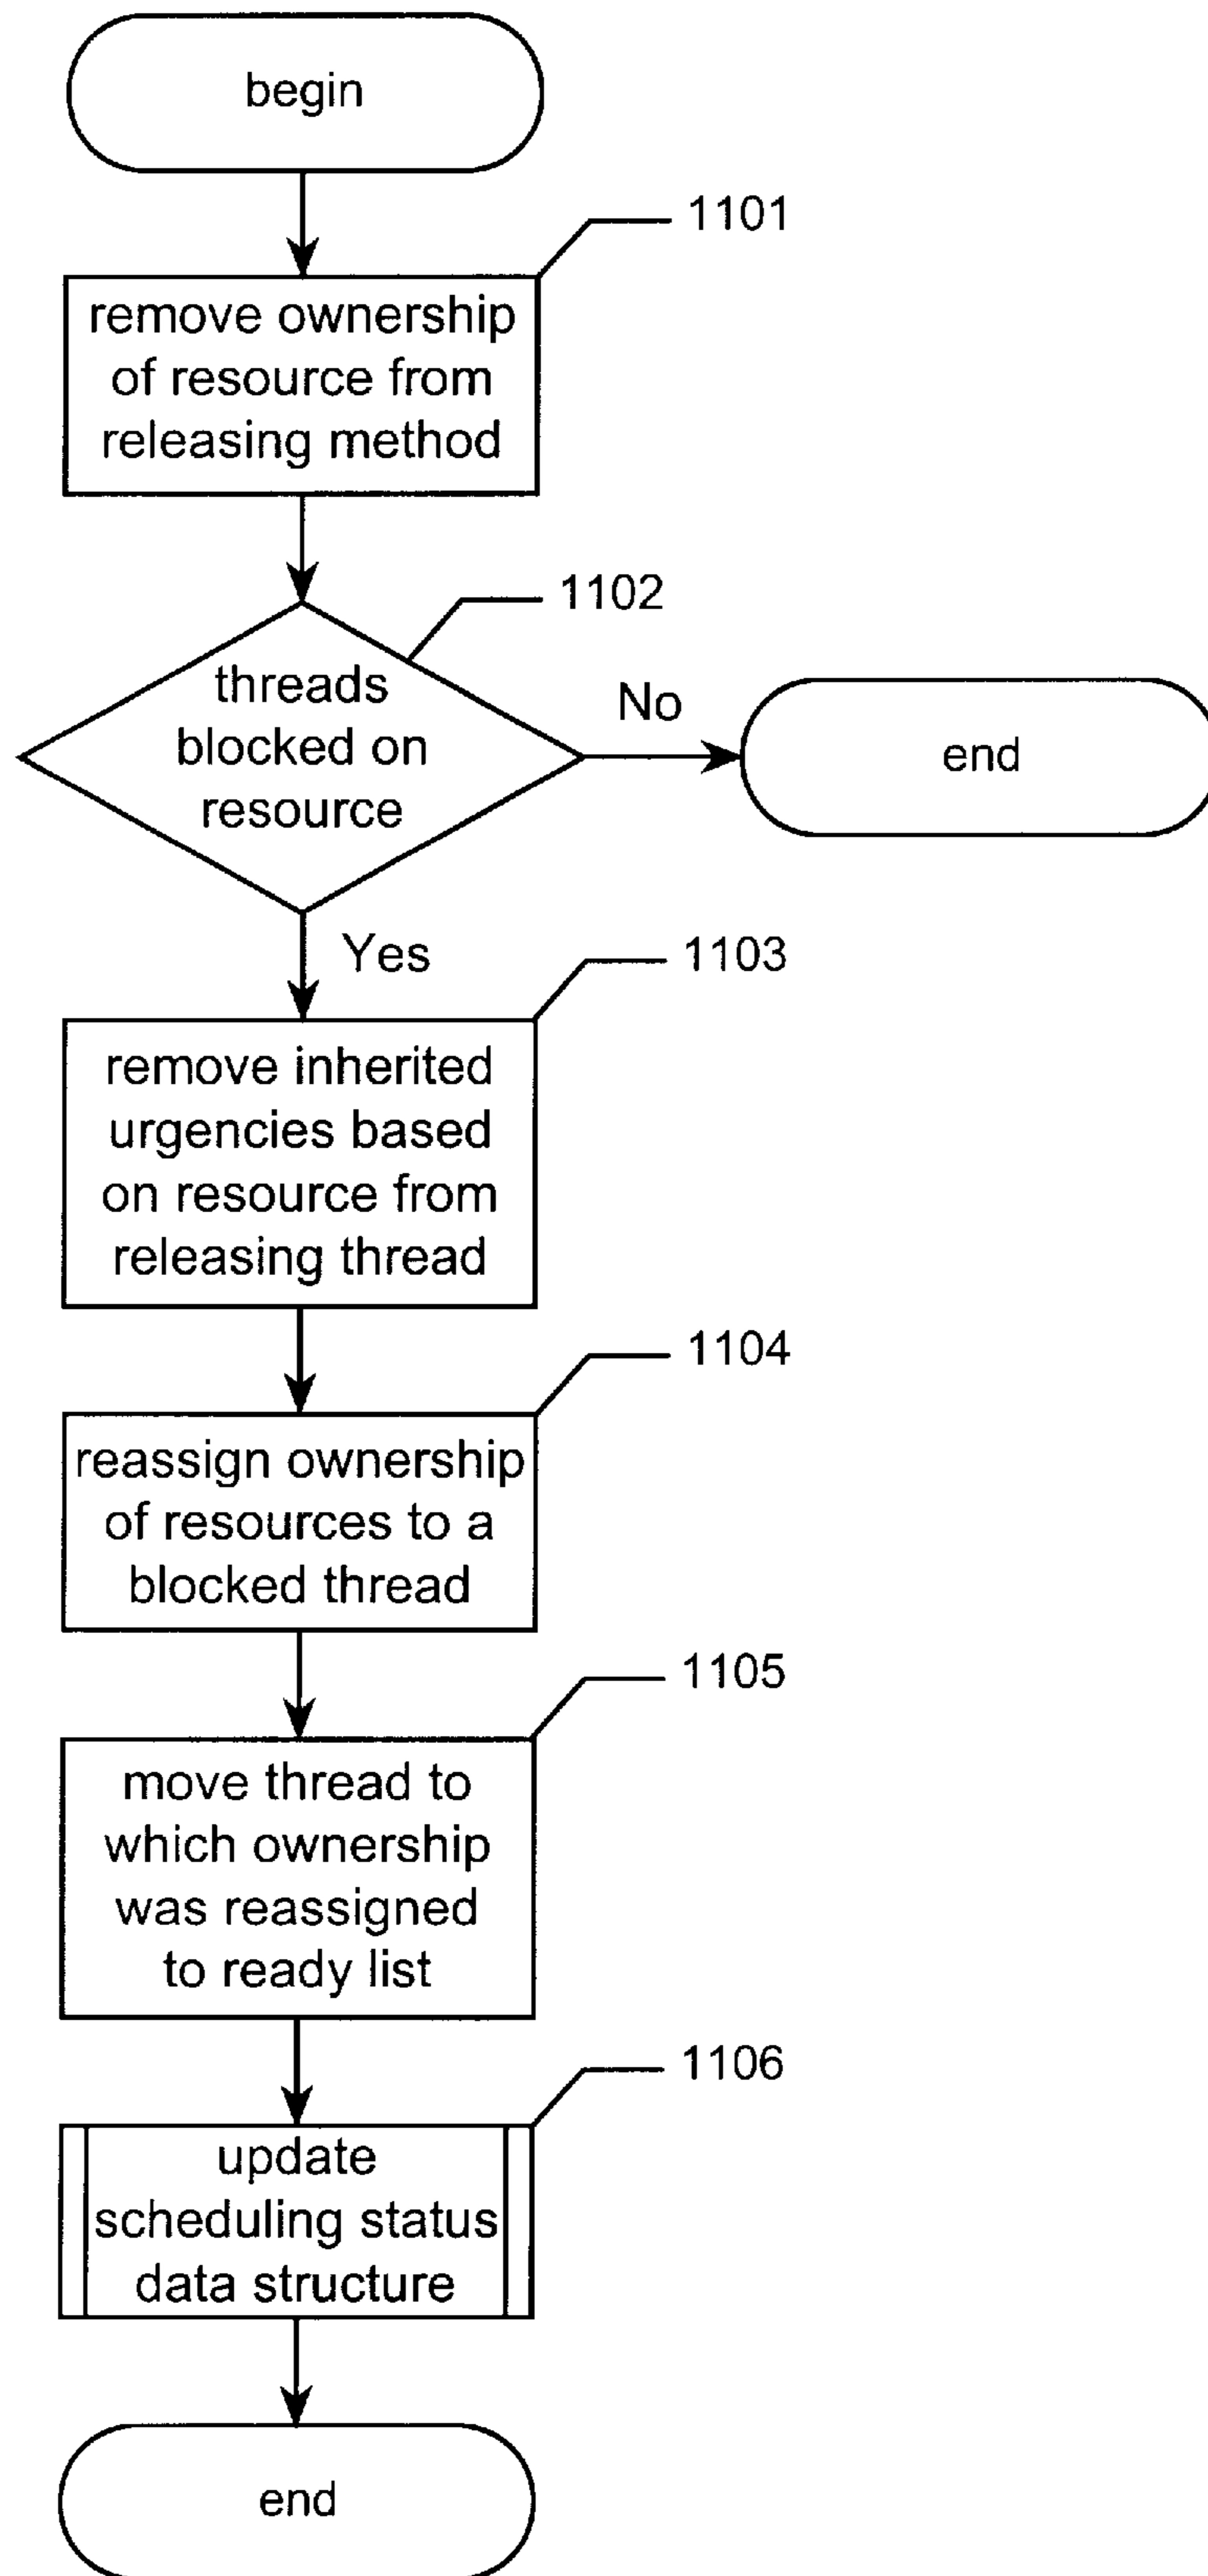 begin
1101
remove ownership
of resource from
releasing method
1102
threads
blocked on
resource
No
end
Yes
1103
remove inherited
urgencies based
on resource from
releasing thread
1104
reassign ownership
of resources to a
blocked thread
1105
move thread to
which ownership
was reassigned
to ready list
1106
update
scheduling status
data structure
end